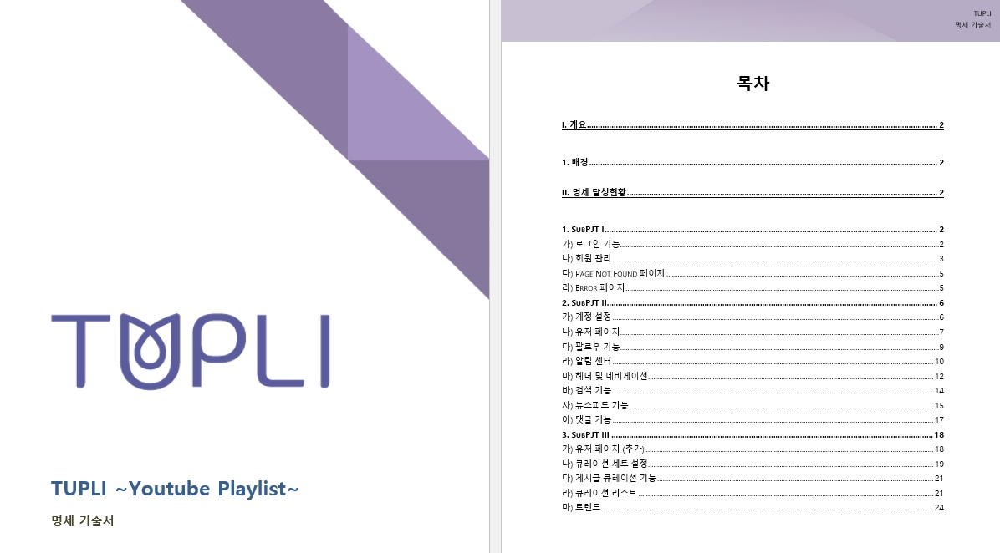 TUPLI
TUPLI ~Youtube Playlist~
명세 기술서
TUPLI
명세 기술서
목차
I. 개요 2
1. 배경 2
II. 명세 달성현황 2
1. SubPJT I 2
가) 로그인 기능 2
나) 회원 관리 3
다) Page Not Found 페이지 5
라) Error 페이지 5
2. SubPJT II 6
가) 계정 설정 6
나) 유저 페이지 7
다) 팔로우 기능 9
라) 알림 센터 10
마) 헤더 및 네비게이션 12
바) 검색 기능 14
사) 뉴스피드 기능 15
아) 댓글 기능 17
3. SubPJT III 18
가) 유저 페이지 (추가) 18
나) 큐레이션 세트 설정 19
다) 게시글 큐레이션 기능 21
라) 큐레이션 리스트 21
마) 트렌드 24